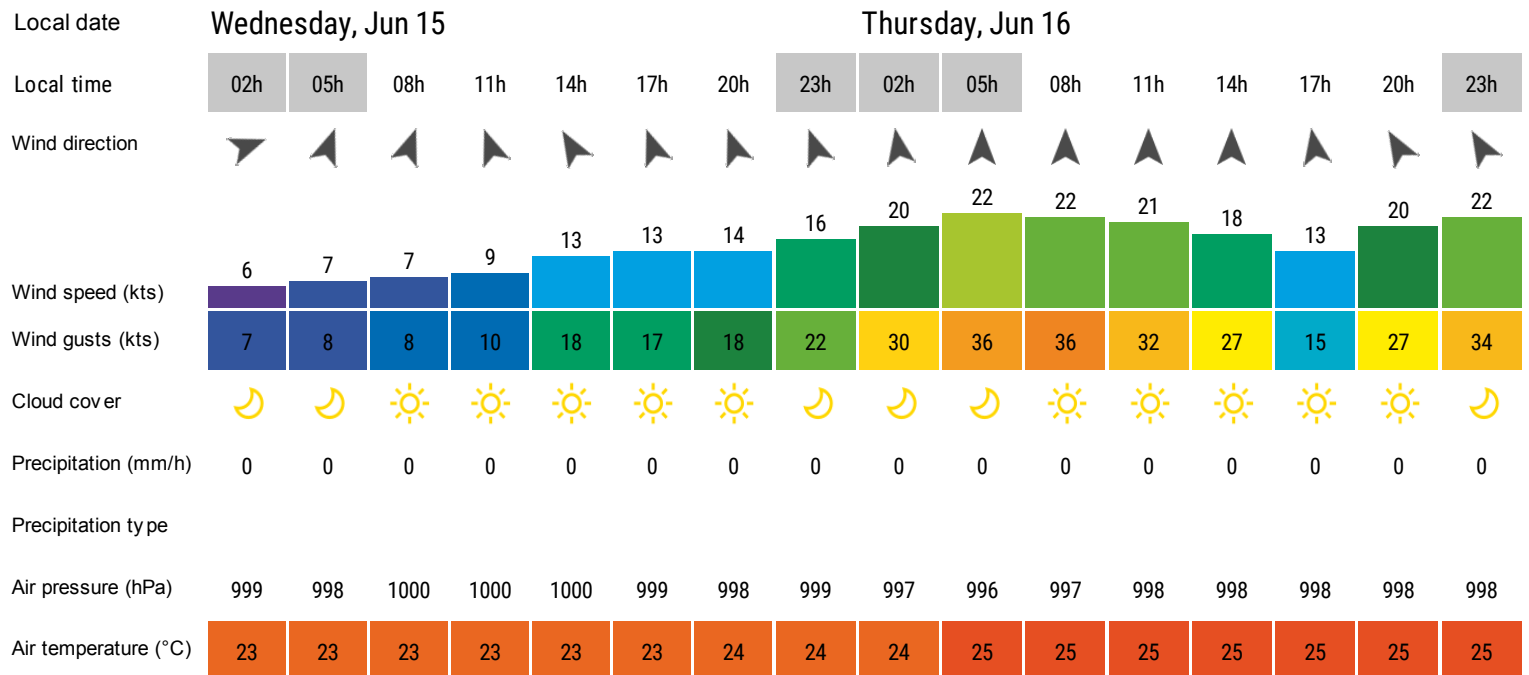 Local date Wednesday, Jun 15 Thursday, Jun 16
Local time 02h 05h 08h 11h 14h 17h 20h 23h 02h 05h 08h 11h 14h 17h 20h 23h
Wind direction
Wind speed (kts) 6 7 7 9 13 13 14 16 20 22 22 21 18 13 20 22
Wind gusts (kts) 7 8 8 10 18 17 18 22 30 36 36 32 27 15 27 34
Cloud cover
Precipitation (mm/h) 0 0 0 0 0 0 0 0 0 0 0 0 0 0 0 0
Precipitation type
Air pressure (hPa) 999 998 1000 1000 1000 999 998 999 997 996 997 998 998 998 998 998
Air temperature (°C) 23 23 23 23 23 23 24 24 24 25 25 25 25 25 25 25